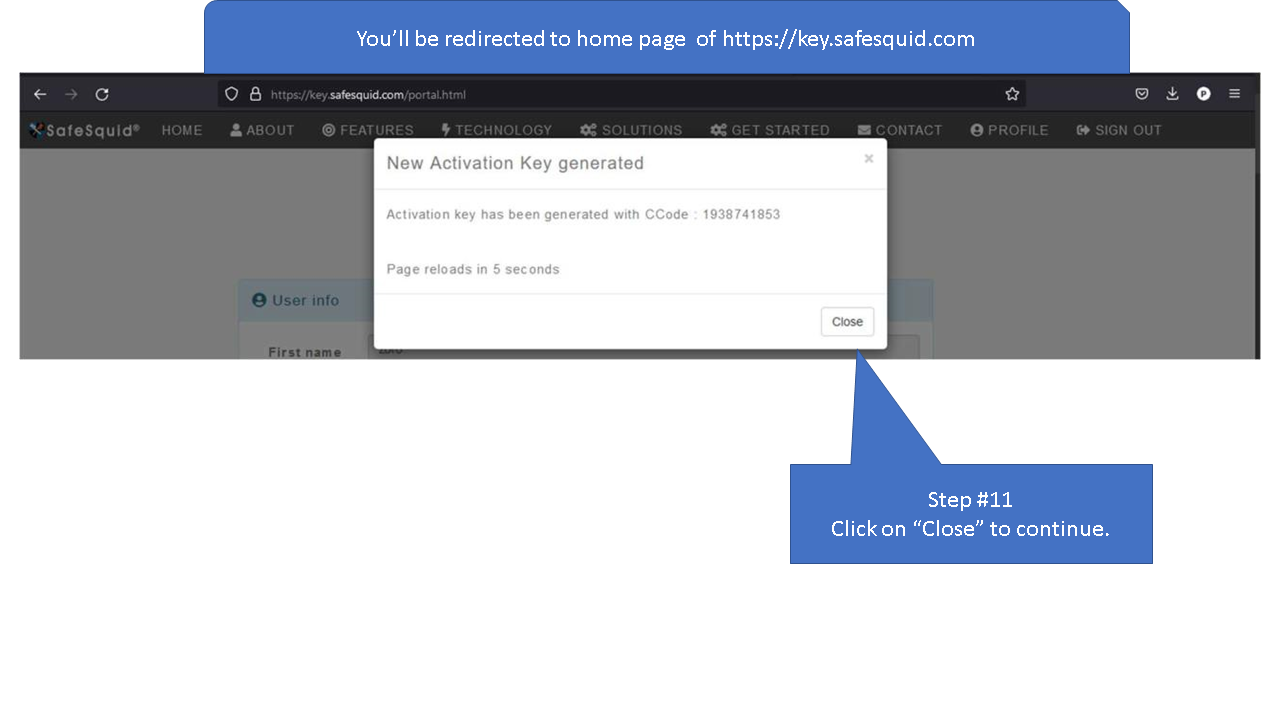 You’ll be redirected to home page of https://key.safesquid.com
https://key.safesquid.com/portal.html
P
SafeSquid® HOME ABOUT FEATURES TECHNOLOGY SOLUTIONS GET STARTED CONTACT PROFILE SIGN OUT
New Activation Key generated ×
Activation key has been generated with CCode : 1938741853
Page reloads in 5 seconds
User info
Close
First name zoro
Step #11
Click on “Close” to continue.